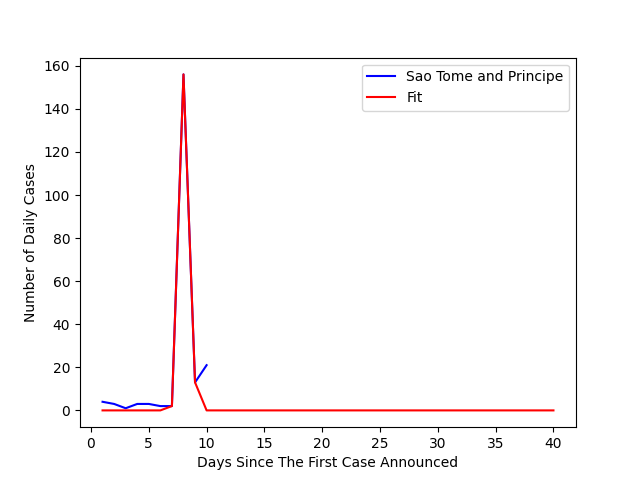 160
140
120
100
80
60
40
20
0
Number of Daily Cases
Sao Tome and Principe
Fit
0 5 10 15 20 25 30 35 40
Days Since The First Case Announced